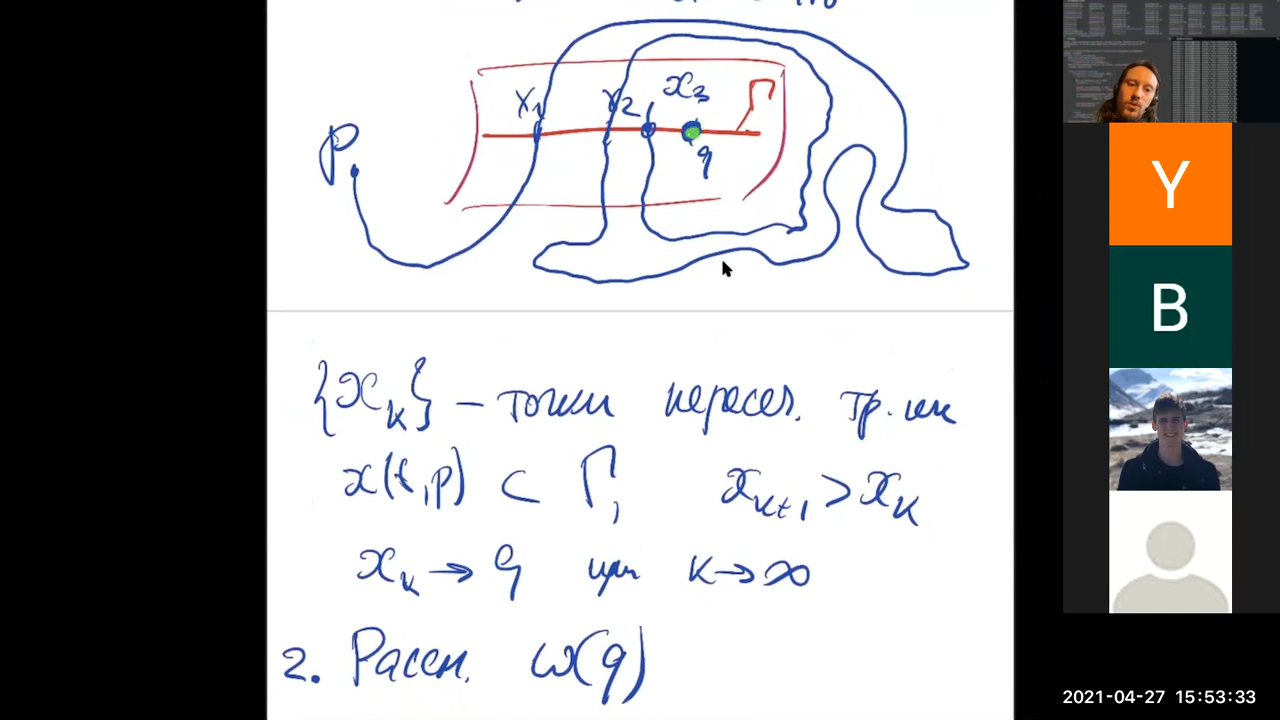 x₁ x₂ x₃ Γ
p q
{x_k} – точки пересеч. тр. ии
x(t,p) ⊂ Γ, x_{k+1} > x_k
x_k → q при k → ∞
2. Рассм. ω(q)
Y
B
2021-04-27 15:53:33